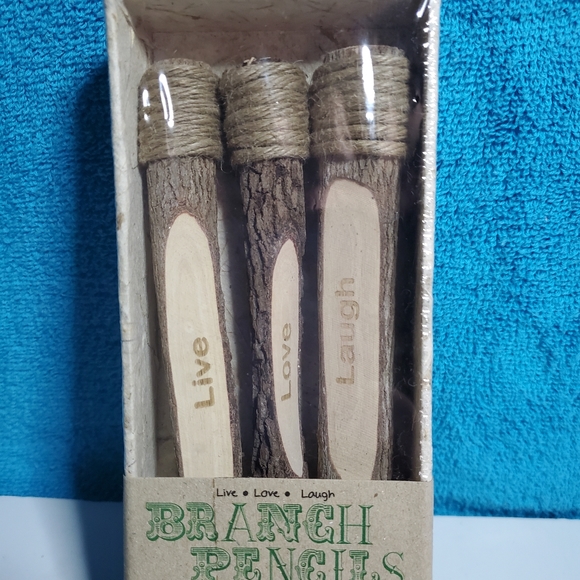 Live
Love
Laugh
Live • Love • Laugh
BRANCH
PENCILS